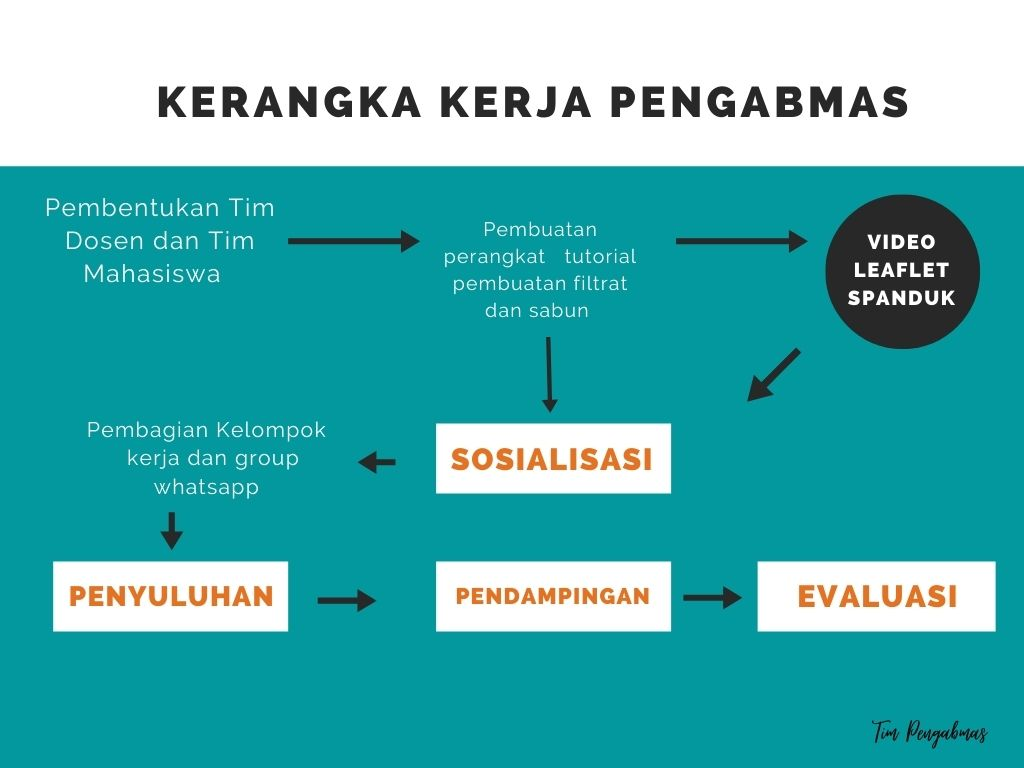 KERANGKA KERJA PENGABMAS
Pembentukan Tim
Dosen dan Tim
Mahasiswa
Pembuatan
perangkat tutorial
pembuatan filtrat
dan sabun
VIDEO
LEAFLET
SPANDUK
SOSIALISASI
Pembagian Kelompok
kerja dan group
whatsapp
PENYULUHAN
PENDAMPINGAN
EVALUASI
Tim Pengabmas